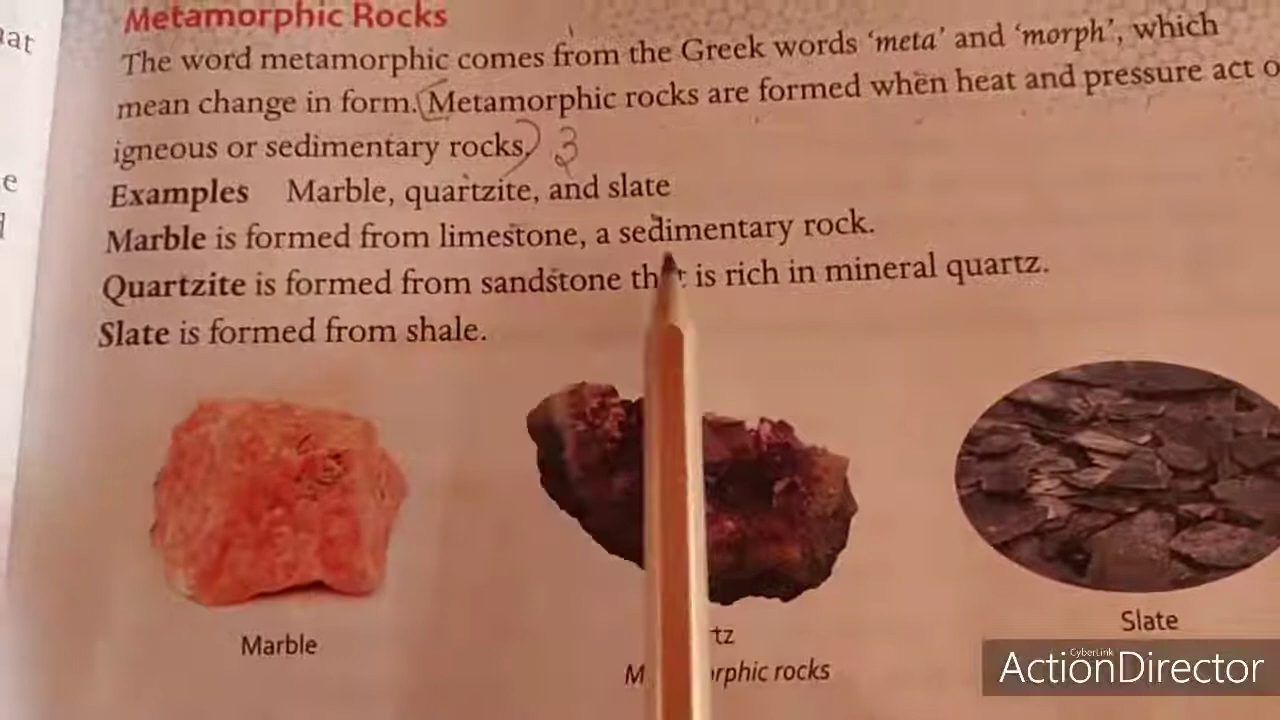 Metamorphic Rocks
The word metamorphic comes from the Greek words 'meta' and 'morph', which
mean change in form. Metamorphic rocks are formed when heat and pressure act
igneous or sedimentary rocks. 3
Examples Marble, quartzite, and slate
Marble is formed from limestone, a sedimentary rock.
Quartzite is formed from sandstone is rich in mineral quartz.
Slate is formed from shale.
Marble
Slate
rocks
CyberLink
ActionDirector